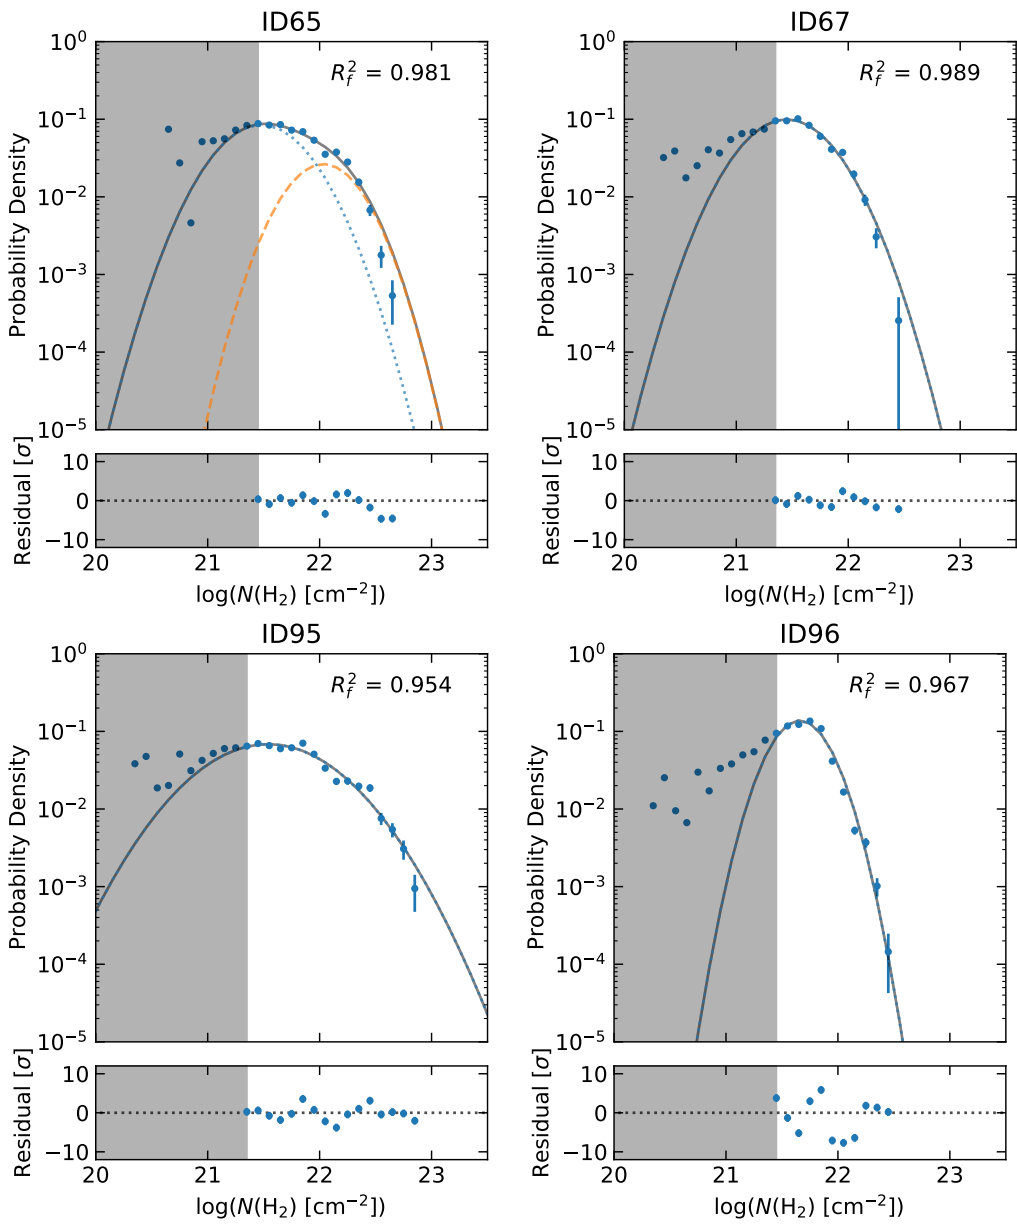 ID65
R_f^2 = 0.981
Probability Density
10^0
10^−1
10^−2
10^−3
10^−4
10^−5
Residual [σ]
10
0
−10
20 21 22 23
log(N(H₂) [cm⁻²])
ID67
R_f^2 = 0.989
Probability Density
10^0
10^−1
10^−2
10^−3
10^−4
10^−5
Residual [σ]
10
0
−10
20 21 22 23
log(N(H₂) [cm⁻²])
ID95
R_f^2 = 0.954
Probability Density
10^0
10^−1
10^−2
10^−3
10^−4
10^−5
Residual [σ]
10
0
−10
20 21 22 23
log(N(H₂) [cm⁻²])
ID96
R_f^2 = 0.967
Probability Density
10^0
10^−1
10^−2
10^−3
10^−4
10^−5
Residual [σ]
10
0
−10
20 21 22 23
log(N(H₂) [cm⁻²])